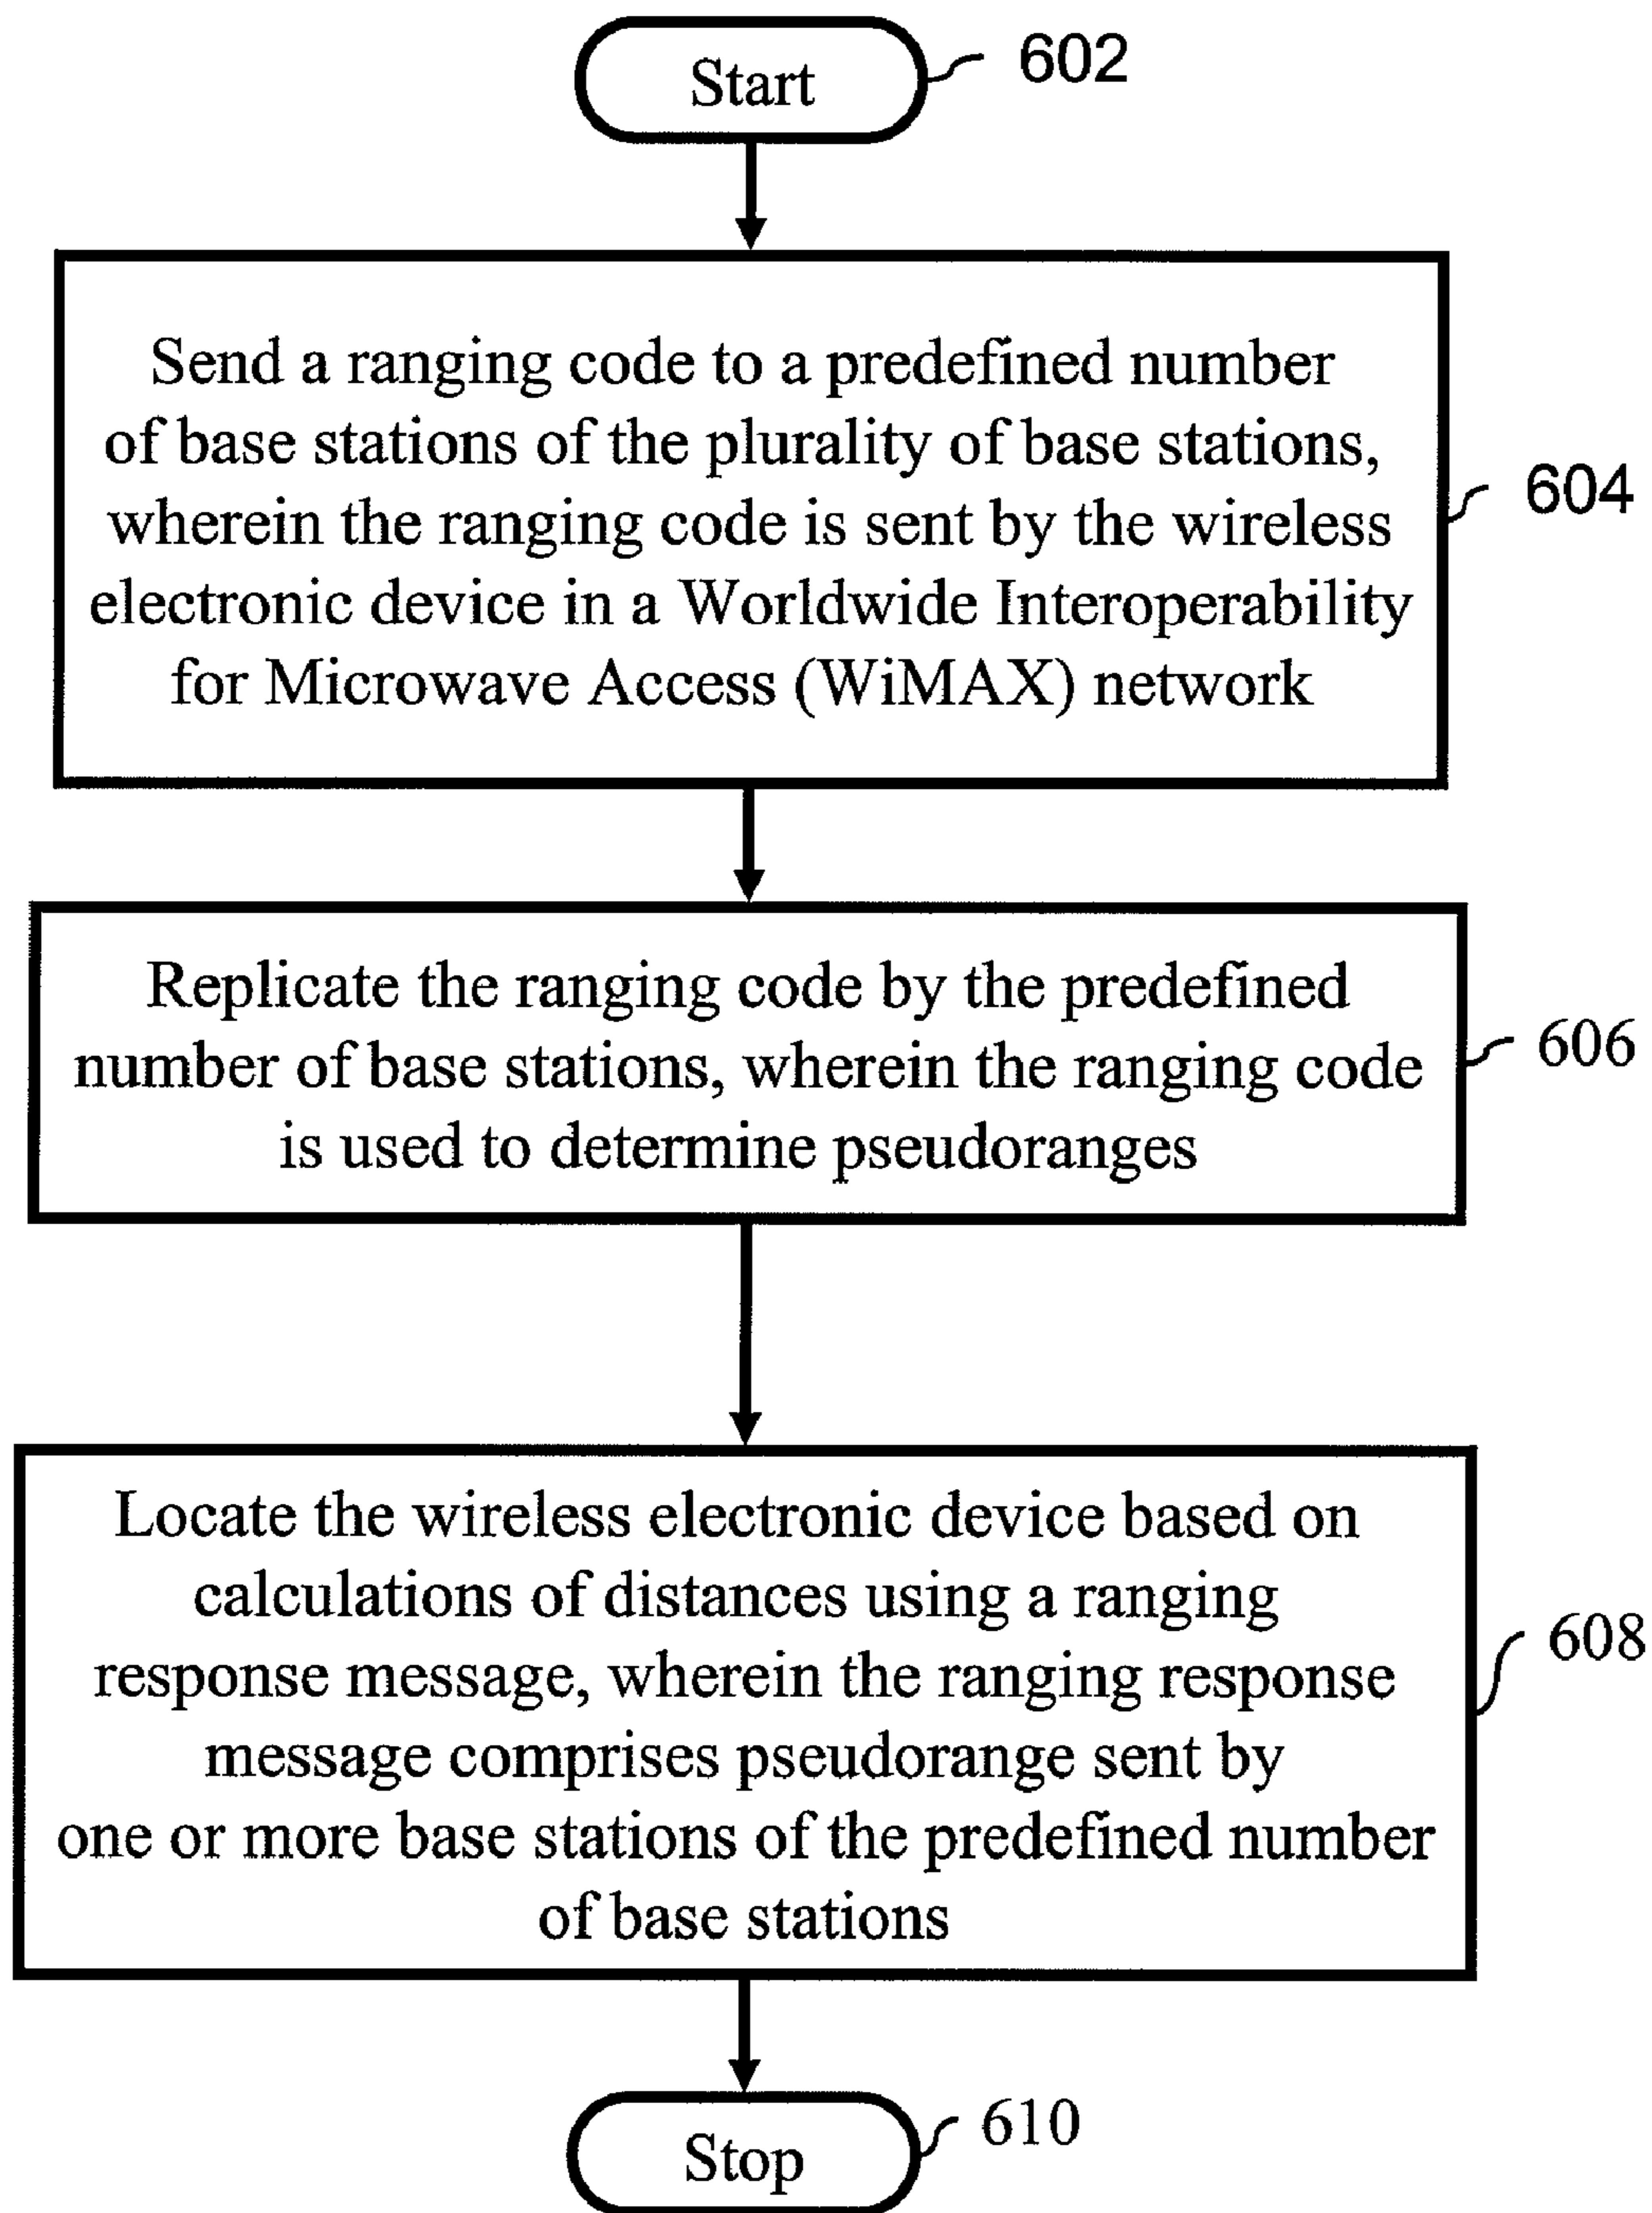 Start
602
Send a ranging code to a predefined number
of base stations of the plurality of base stations,
wherein the ranging code is sent by the wireless
electronic device in a Worldwide Interoperability
for Microwave Access (WiMAX) network
604
Replicate the ranging code by the predefined
number of base stations, wherein the ranging code
is used to determine pseudoranges
606
Locate the wireless electronic device based on
calculations of distances using a ranging
response message, wherein the ranging response
message comprises pseudorange sent by
one or more base stations of the predefined number
of base stations
608
Stop
610